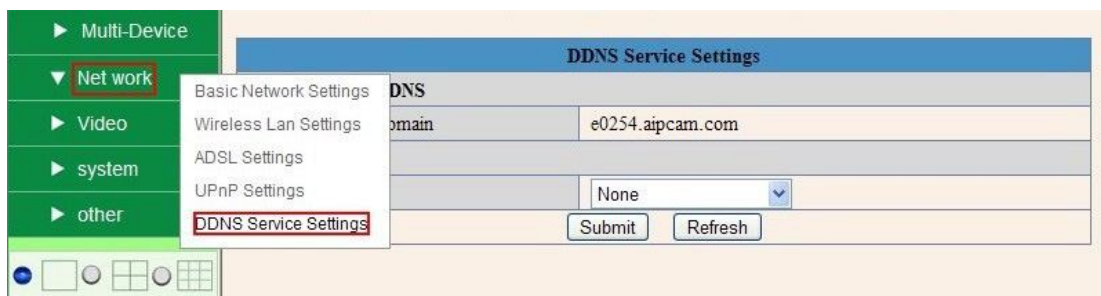 Multi-Device
Net work
Video
system
other
Basic Network Settings
Wireless Lan Settings
ADSL Settings
UPnP Settings
DDNS Service Settings
DDNS Service Settings
DNS
omain
e0254.aipcam.com
None
Submit
Refresh